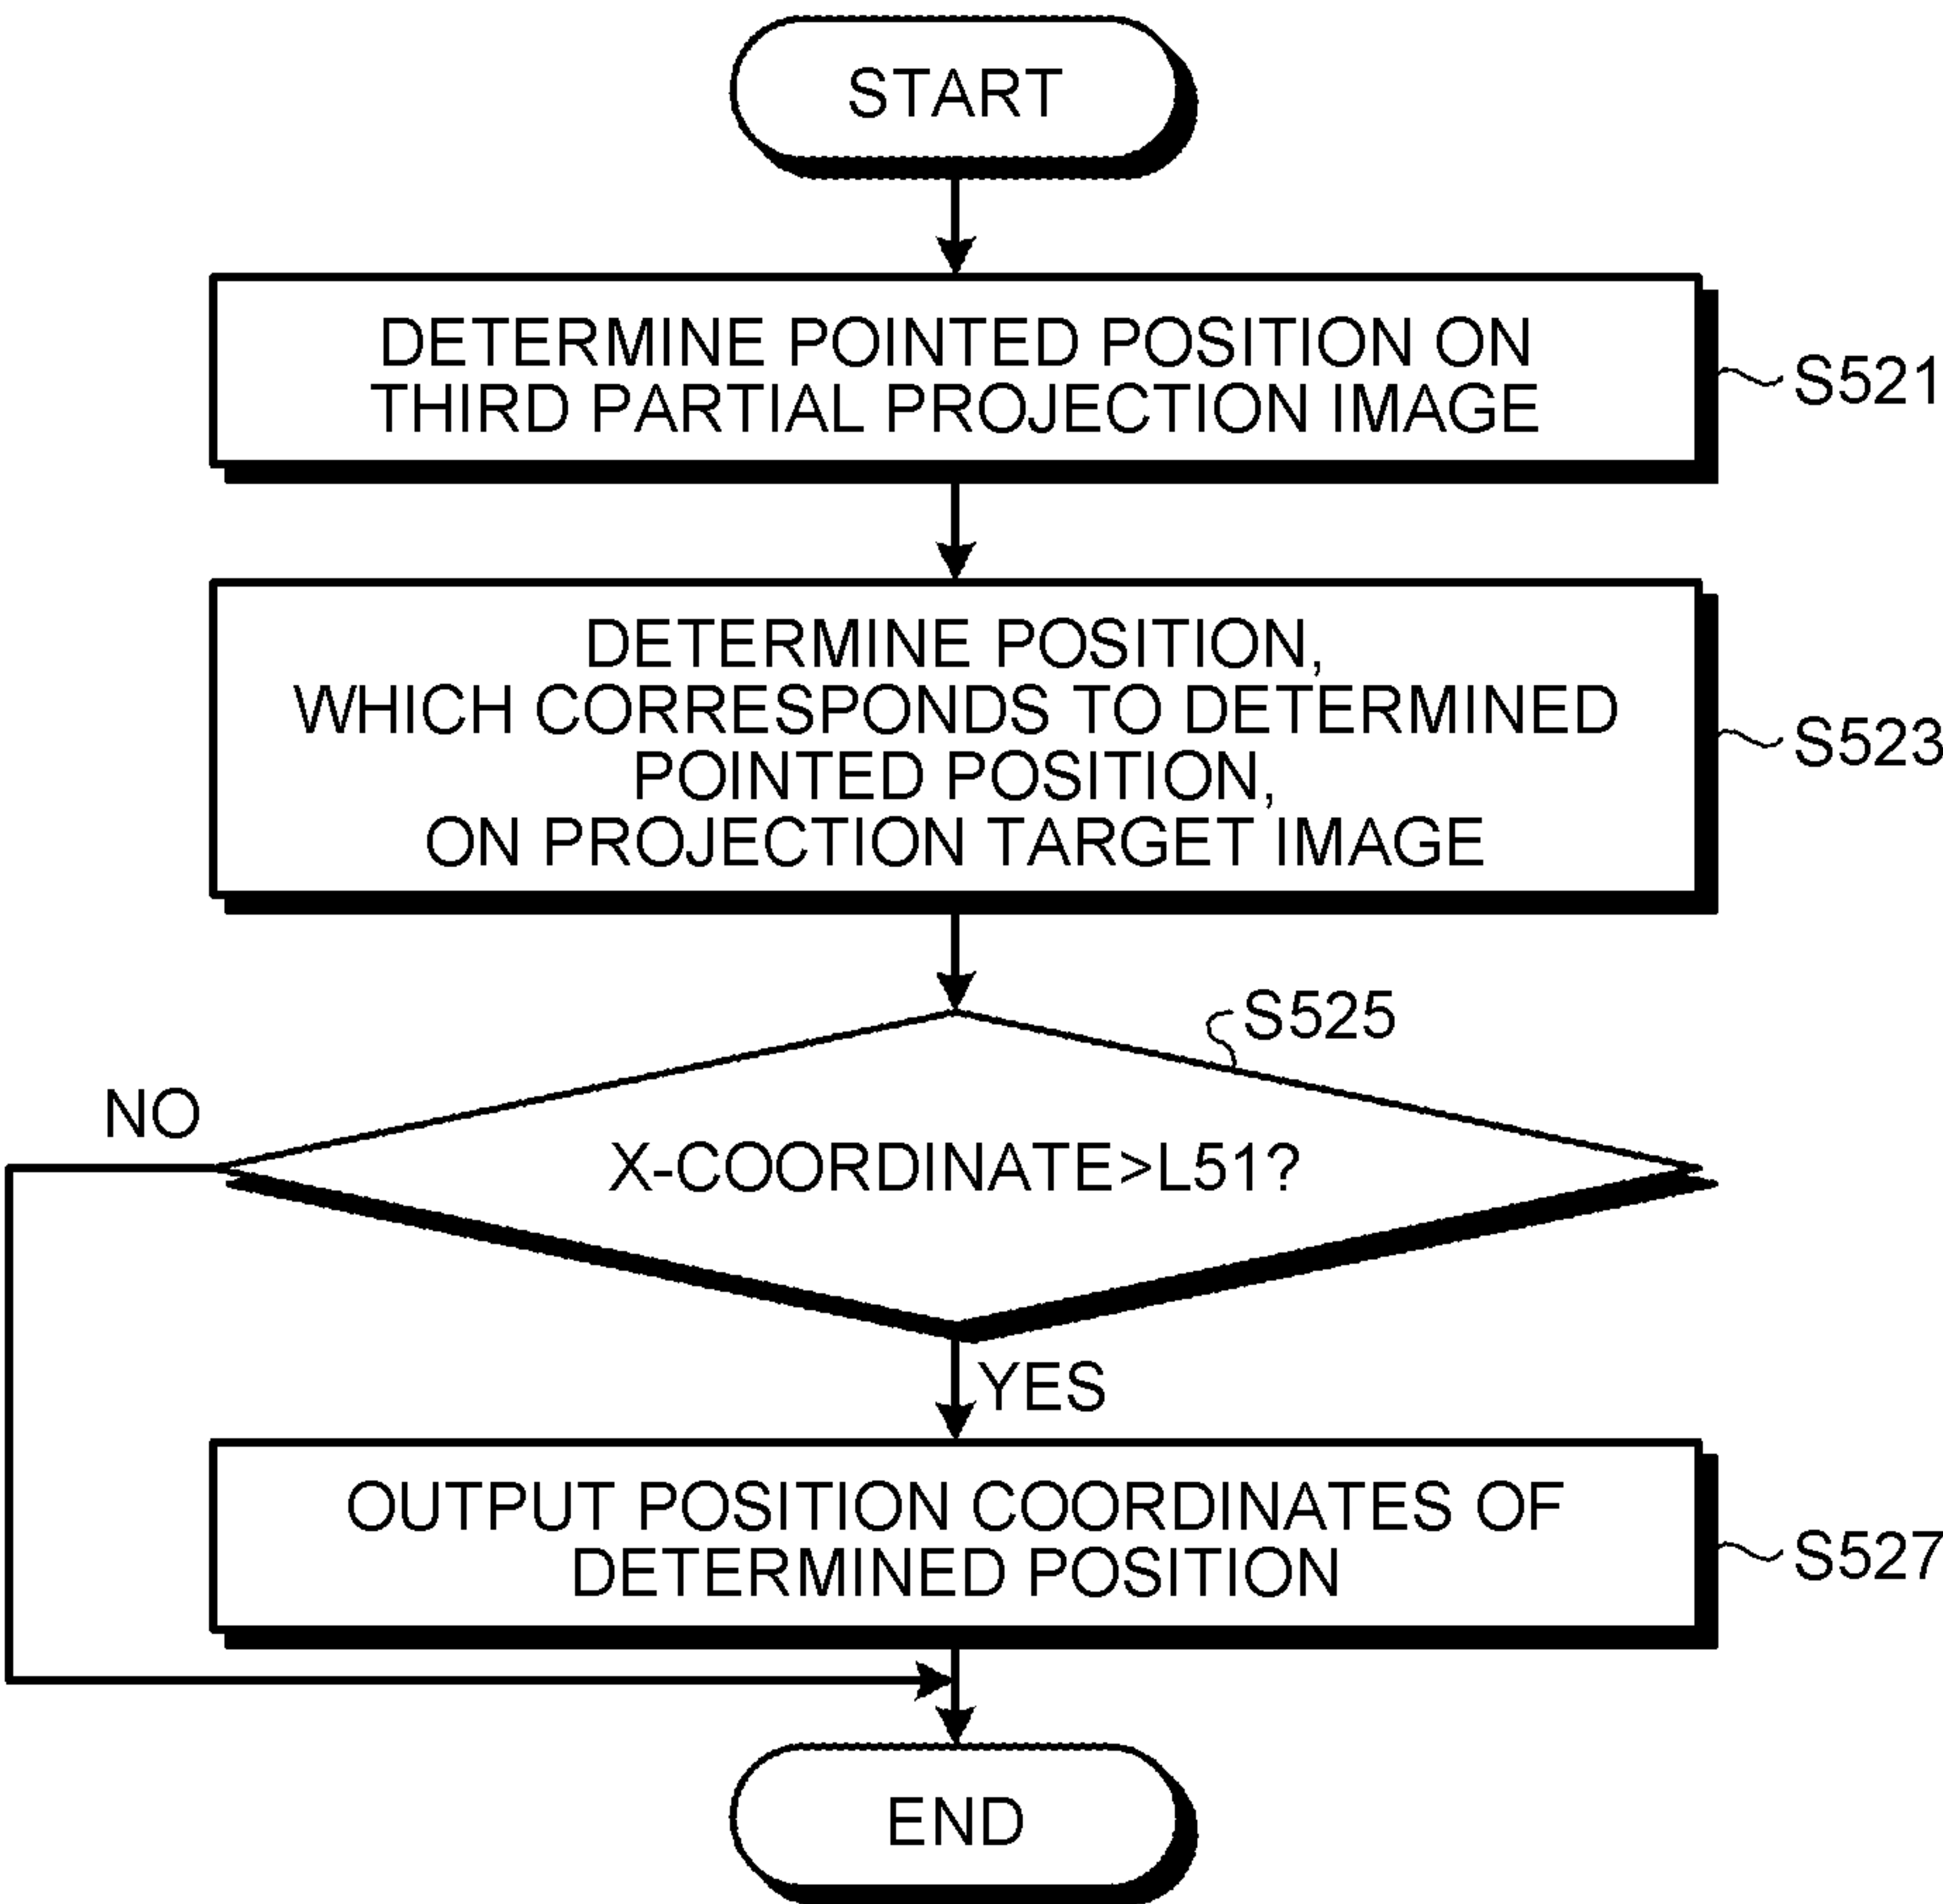 START
DETERMINE POINTED POSITION ON
THIRD PARTIAL PROJECTION IMAGE
S521
DETERMINE POSITION,
WHICH CORRESPONDS TO DETERMINED
POINTED POSITION,
ON PROJECTION TARGET IMAGE
S523
S525
NO
X-COORDINATE>L51?
YES
OUTPUT POSITION COORDINATES OF
DETERMINED POSITION
S527
END